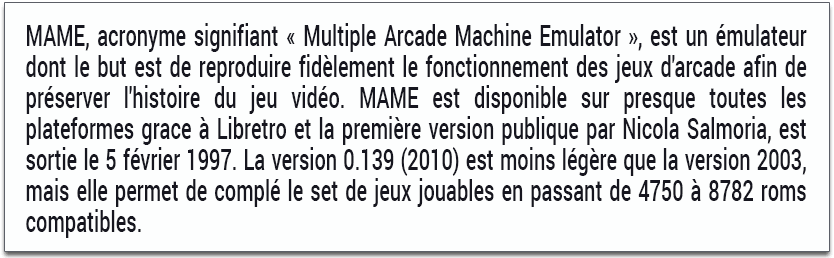 MAME, acronyme signifiant « Multiple Arcade Machine Emulator », est un émulateur
dont le but est de reproduire fidèlement le fonctionnement des jeux d'arcade afin de
préserver l'histoire du jeu vidéo. MAME est disponible sur presque toutes les
plateformes grace à Libretro et la première version publique par Nicola Salmoria, est
sortie le 5 février 1997. La version 0.139 (2010) est moins légère que la version 2003,
mais elle permet de complé le set de jeux jouables en passant de 4750 à 8782 roms
compatibles.